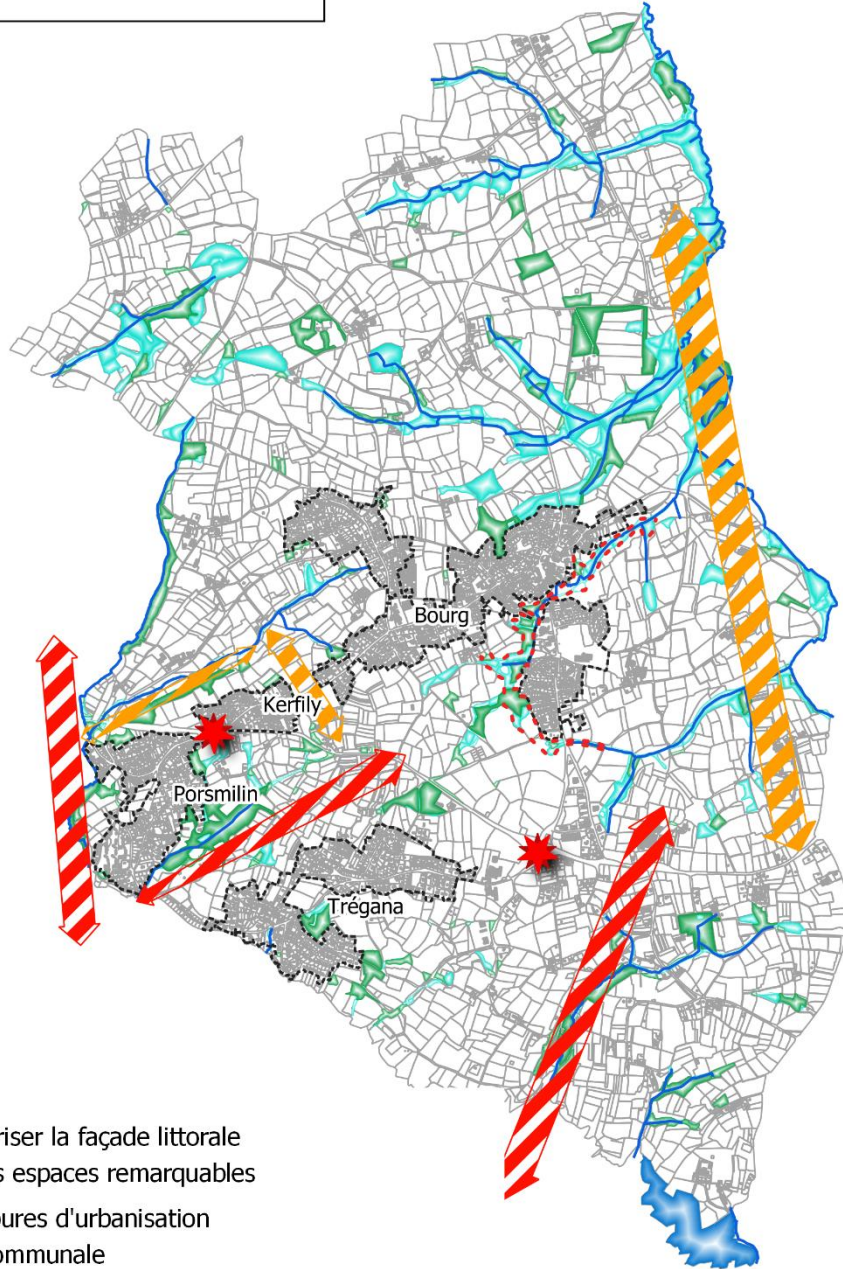 Bourg
Kerfily
Porsmilin
Trégana
riser la façade littorale
s espaces remarquables
ures d'urbanisation
ommunale